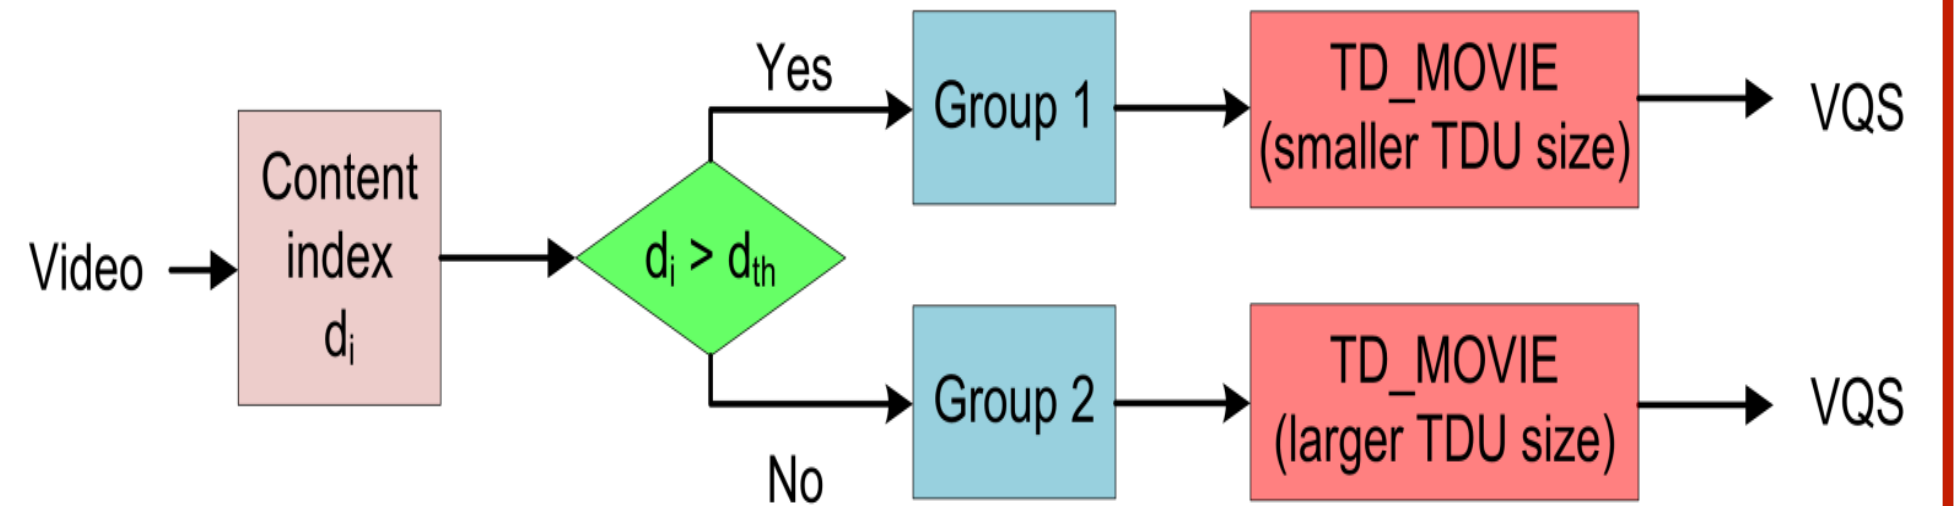 Video
Content
index
di
di > dth
Yes
Group 1
TD_MOVIE
(smaller TDU size)
VQS
No
Group 2
TD_MOVIE
(larger TDU size)
VQS